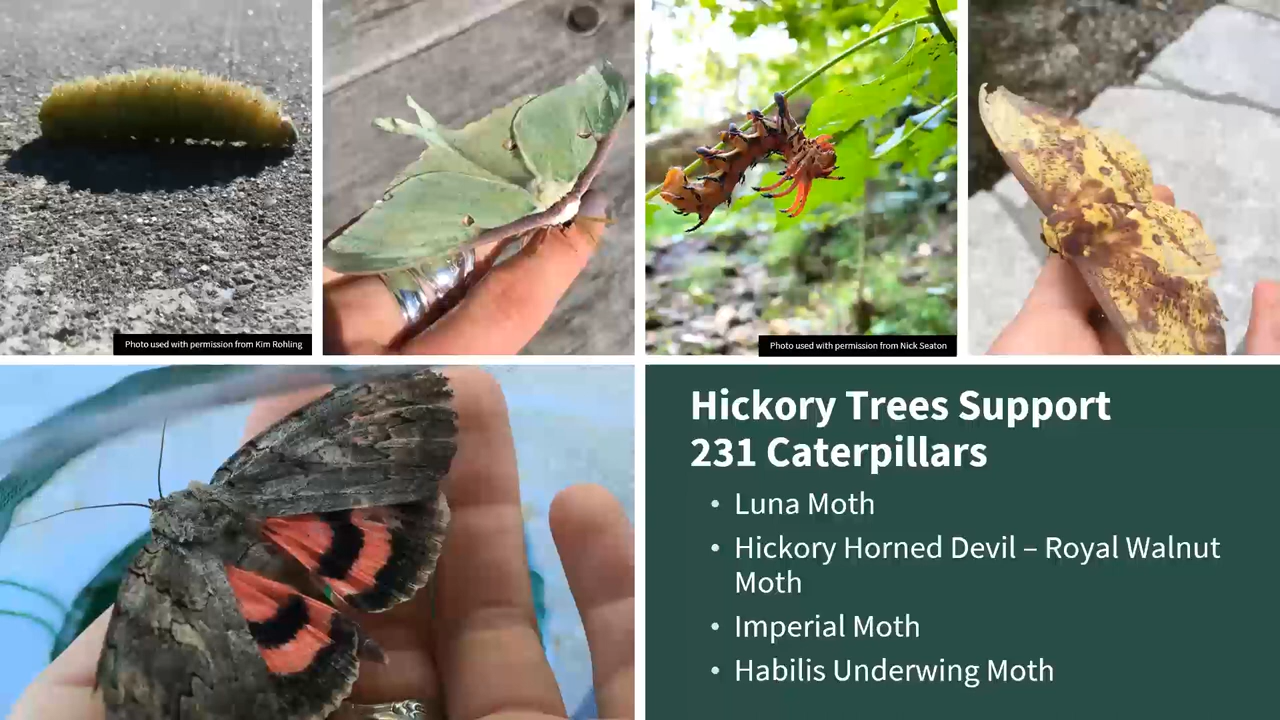 Photo used with permission from Kim Rohling
Photo used with permission from Nick Seaton
Hickory Trees Support
231 Caterpillars
• Luna Moth
• Hickory Horned Devil – Royal Walnut
Moth
• Imperial Moth
• Habilis Underwing Moth